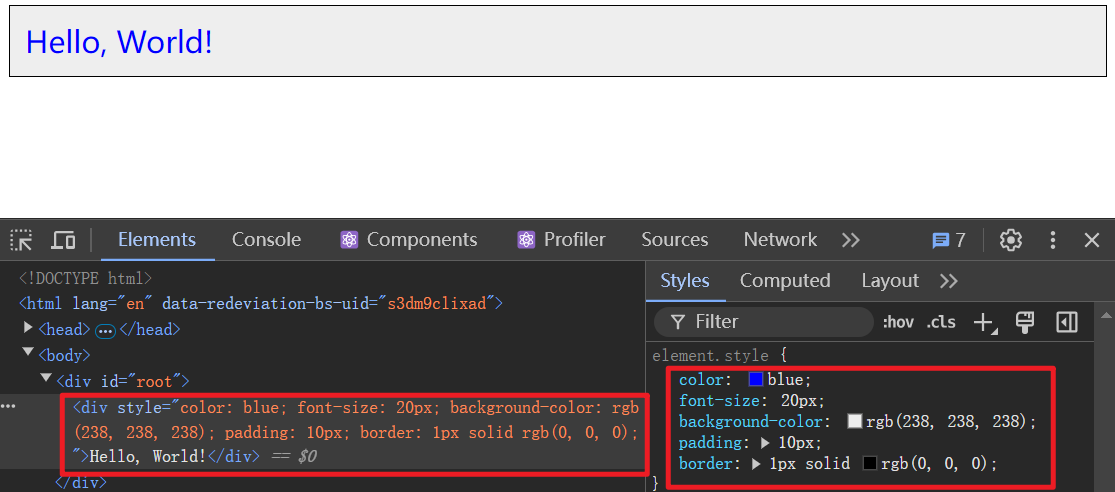 Hello, World!
Elements Console Components Profiler Sources Network 7
<!DOCTYPE html>
<html lang="en" data-redeviation-bs-uid="s3dm9clixad">
<head> … </head>
<body>
<div id="root">
<div style="color: blue; font-size: 20px; background-color: rgb
(238, 238, 238); padding: 10px; border: 1px solid rgb(0, 0, 0);
">Hello, World!</div> == $0
</div>
Styles Computed Layout
Filter :hov .cls
element.style {
color: blue;
font-size: 20px;
background-color: rgb(238, 238, 238);
padding: 10px;
border: 1px solid rgb(0, 0, 0);
}